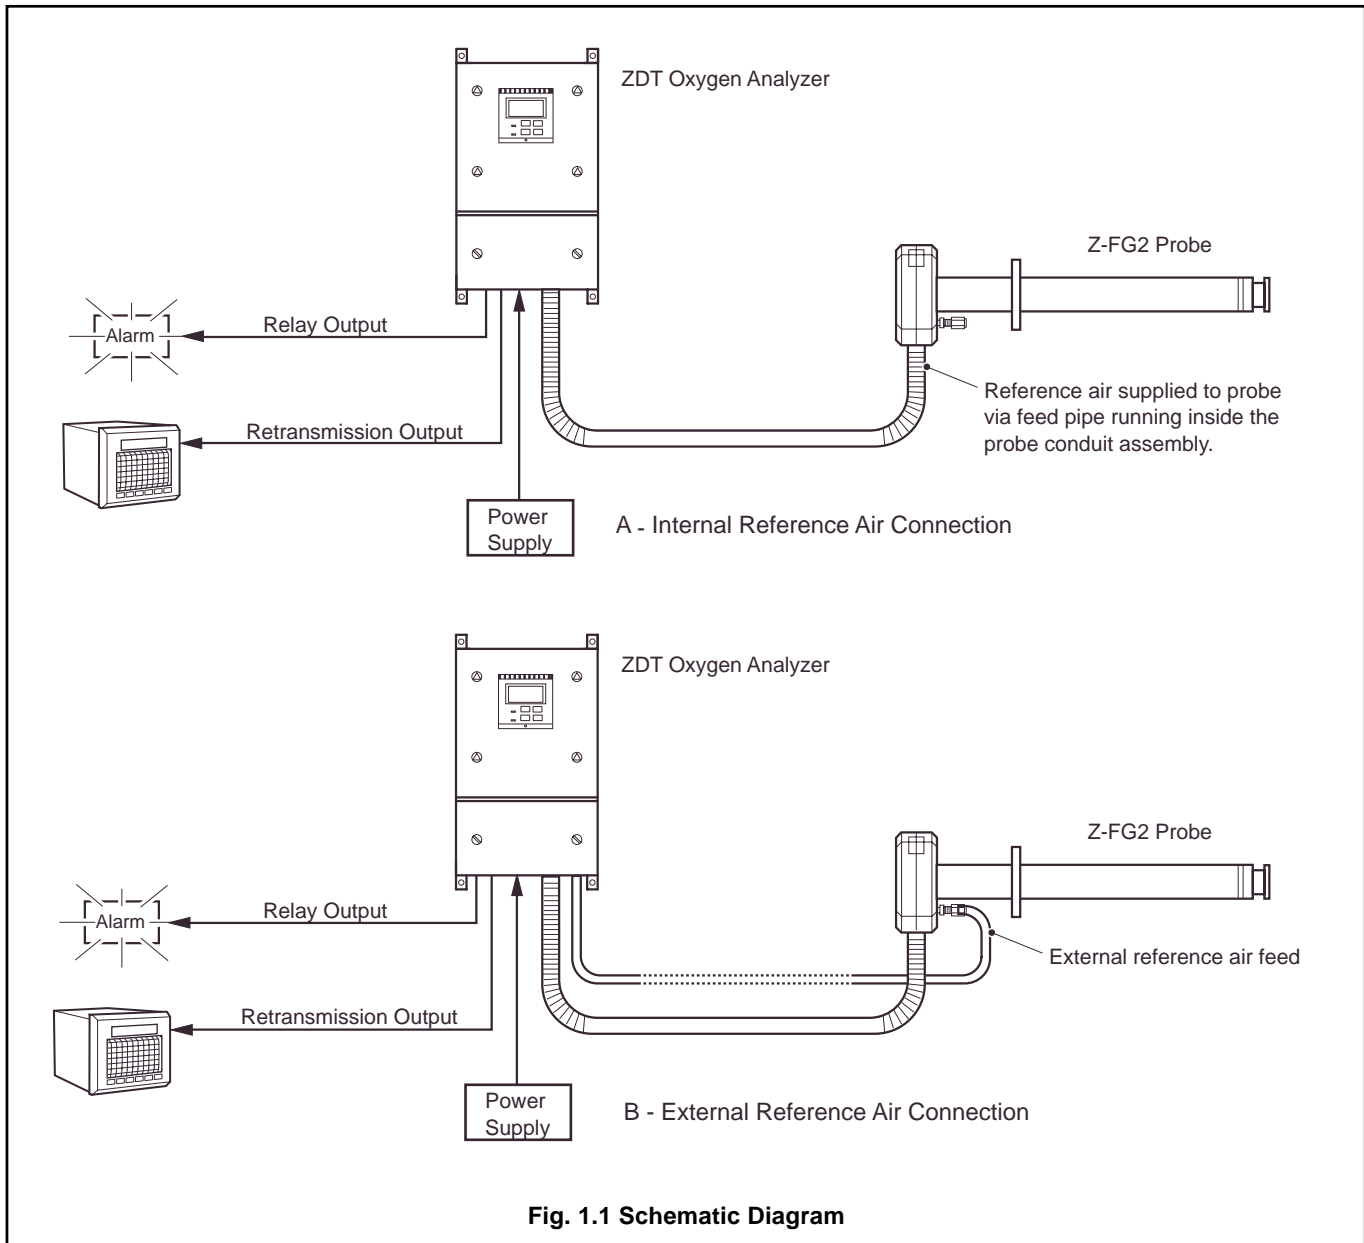 ZDT Oxygen Analyzer
Z-FG2 Probe
Relay Output
Alarm
Reference air supplied to probe
via feed pipe running inside the
probe conduit assembly.
Retransmission Output
Power
Supply
A - Internal Reference Air Connection
ZDT Oxygen Analyzer
Z-FG2 Probe
Relay Output
Alarm
External reference air feed
Retransmission Output
Power
Supply
B - External Reference Air Connection
Fig. 1.1 Schematic Diagram